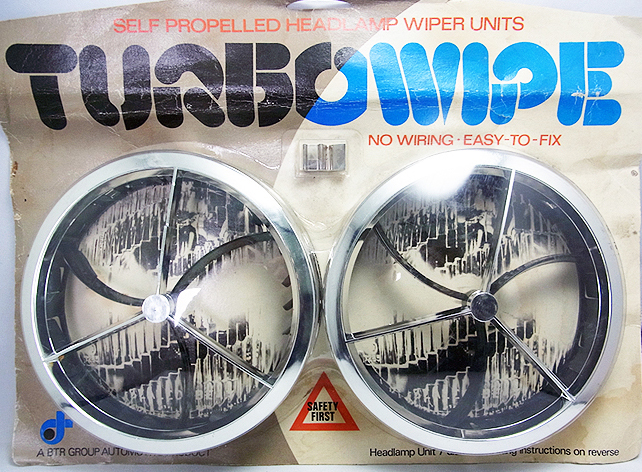 SELF PROPELLED HEADLAMP WIPER UNITS
TURBOWIPE
NO WIRING - EASY-TO-FIX
SAFETY
FIRST
A BTR GROUP AUTOMOTIVE PRODUCT
Headlamp Unit instructions on reverse